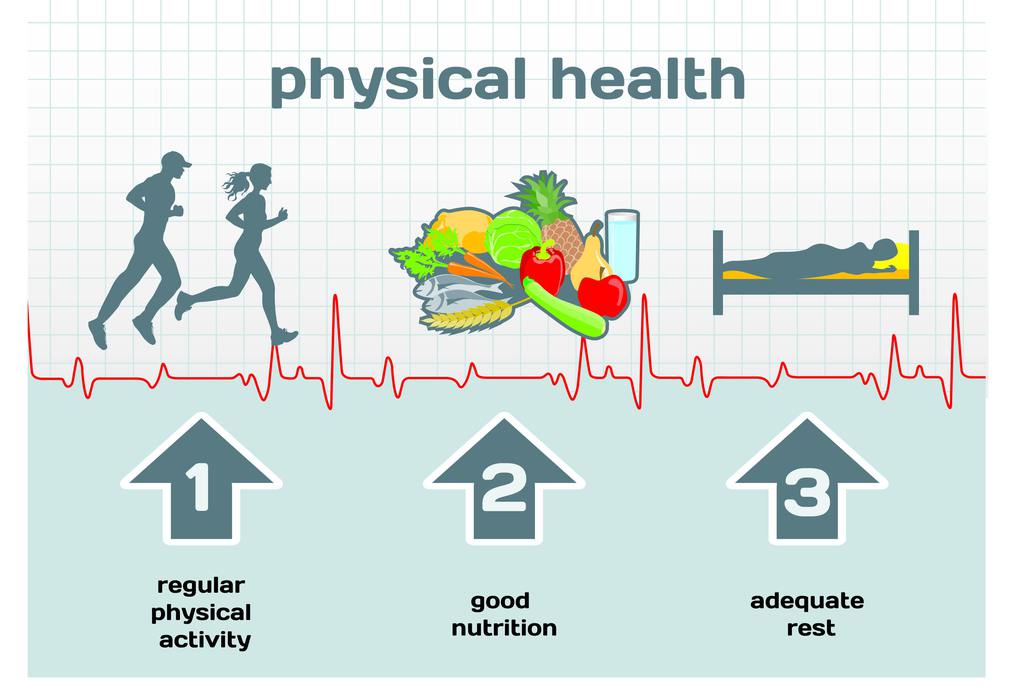 physical health
1
2
3
regular
physical
activity
good
nutrition
adequate
rest